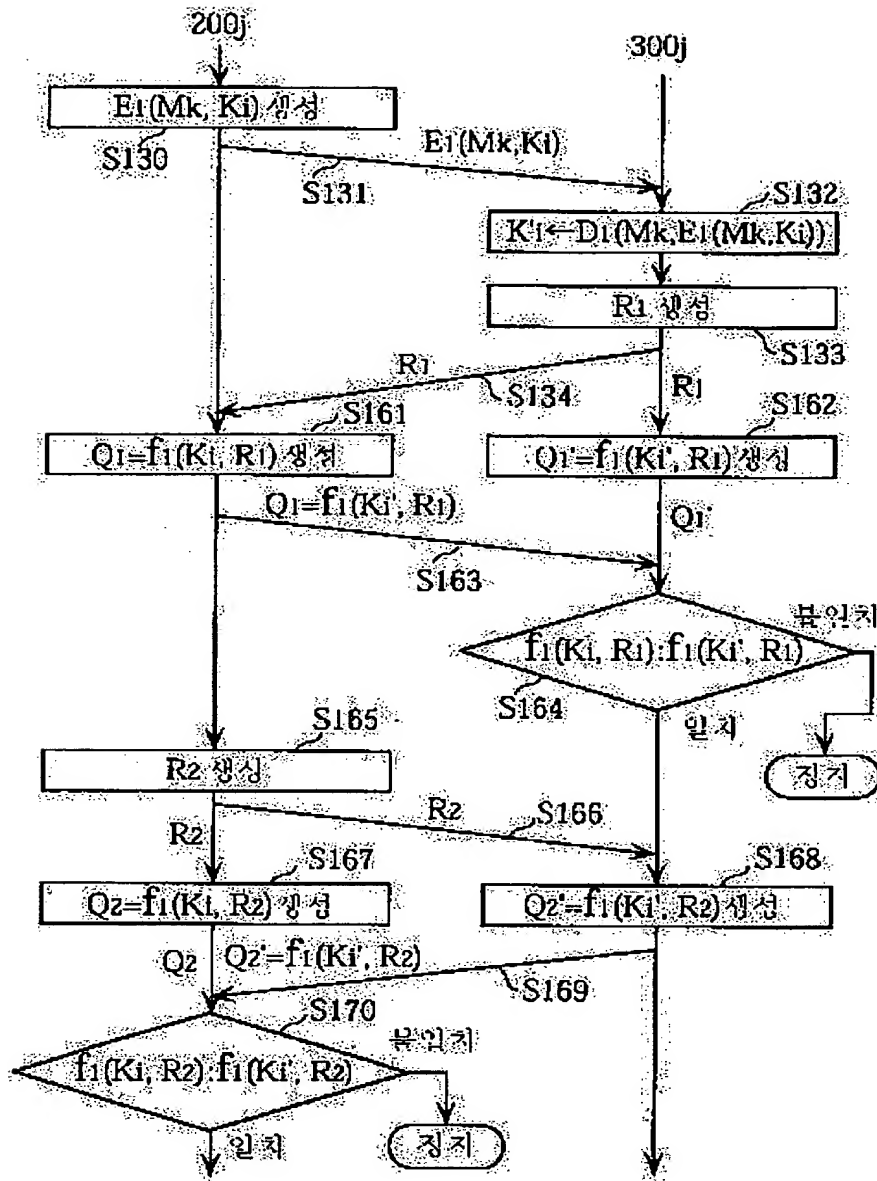 200j
300j
E1(Mk, Ki) 생성
S130
E1(Mk,Ki)
S131
S132
K'i←D1(Mk,E1(Mk,Ki))
R1 생성
S133
R1
S134
R1
S161
S162
Q1=f1(Ki, R1) 생성
Q1'=f1(Ki', R1) 생성
Q1=f1(Ki', R1)
Q1'
S163
불일치
f1(Ki, R1):f1(Ki', R1)
S164
일치
정지
S165
R2 생성
R2
S166
R2
S167
S168
Q2=f1(Ki, R2) 생성
Q2'=f1(Ki', R2) 생성
Q2
Q2'=f1(Ki', R2)
S169
S170
불일치
f1(Ki, R2):f1(Ki', R2)
일치
정지